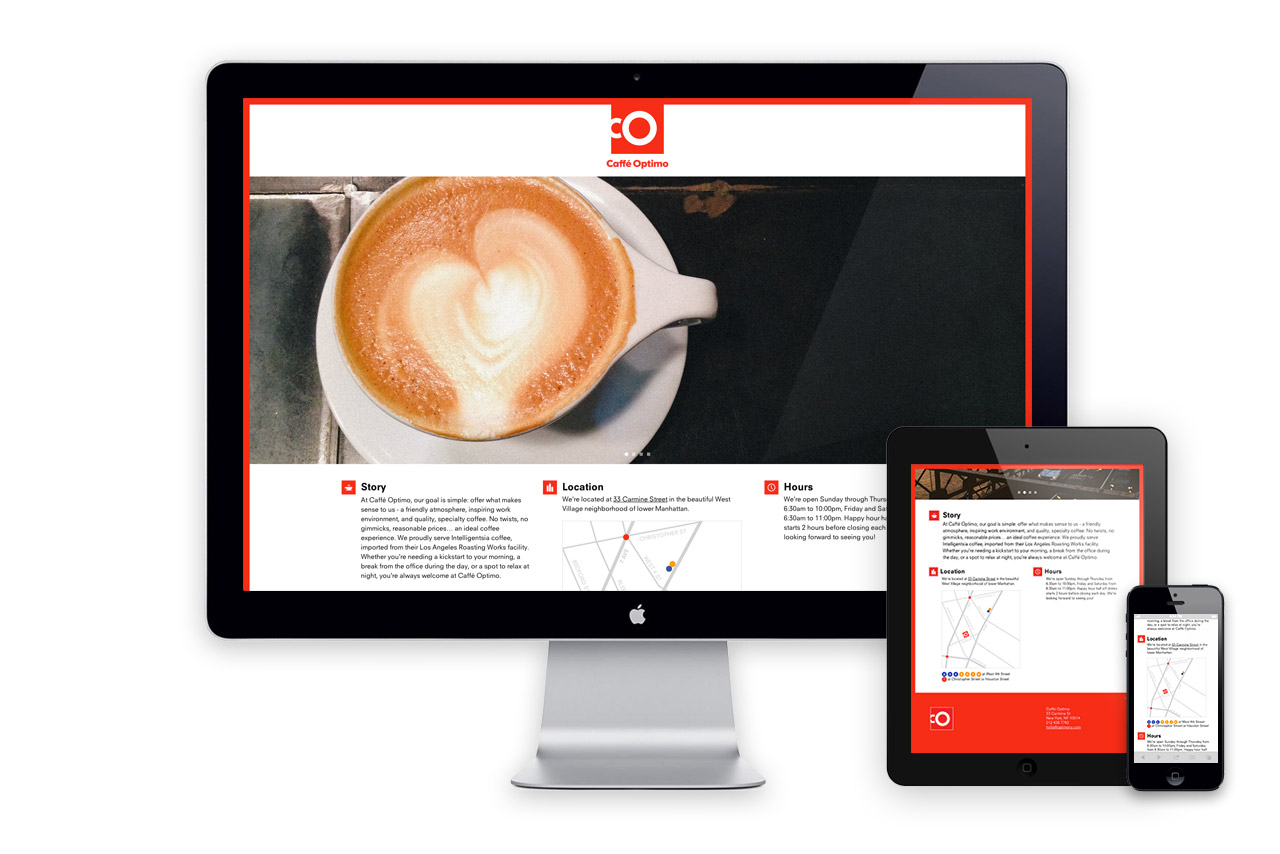 CO
Caffé Optimo
Story
At Caffé Optimo, our goal is simple: offer what makes
sense to us - a friendly atmosphere, inspiring work
environment, and quality, specialty coffee. No twists, no
gimmicks, reasonable prices... an ideal coffee
experience. We proudly serve Intelligentsia coffee,
imported from their Los Angeles Roasting Works facility.
Whether you're needing a kickstart to your morning, a
break from the office during the day, or a spot to relax at
night, you're always welcome at Caffé Optimo.
Location
We're located at 33 Carmine Street in the beautiful West
Village neighborhood of lower Manhattan.
CHRISTOPHER ST
7 AVE
WEST 4 ST
Hours
We're open Sunday through Thurs
6:30am to 10:00pm, Friday and Sat
6:30am to 11:00pm. Happy hour ha
starts 2 hours before closing each
looking forward to seeing you!
Story
At Caffé Optimo, our goal is simple: offer what makes sense to us - a friendly
atmosphere, inspiring work environment, and quality, specialty coffee. No twists, no
gimmicks, reasonable prices... an ideal coffee experience. We proudly serve
Intelligentsia coffee, imported from their Los Angeles Roasting Works facility.
Whether you're needing a kickstart to your morning, a break from the office during
the day, or a spot to relax at night, you're always welcome at Caffé Optimo.
Location
We're located at 33 Carmine Street in the beautiful
West Village neighborhood of lower Manhattan.
at West 4th Street
at Christopher Street or Houston Street
Hours
We're open Sunday through Thursday from
6:30am to 10:00pm, Friday and Saturday from
6:30am to 11:00pm. Happy hour half off drinks
starts 2 hours before closing each day. We're
looking forward to seeing you!
CO
Caffé Optimo
33 Carmine St
New York, NY 10014
morning, a break from the office during the
day, or a spot to relax at night, you're
always welcome at Caffé Optimo.
Location
We're located at 33 Carmine Street in the
beautiful West Village neighborhood of
lower Manhattan.
at West 4th Street
at Christopher Street or Houston Street
Hours
We're open Sunday through Thursday from
6:30am to 10:00pm, Friday and Saturday
from 6:30am to 11:00pm. Happy hour half